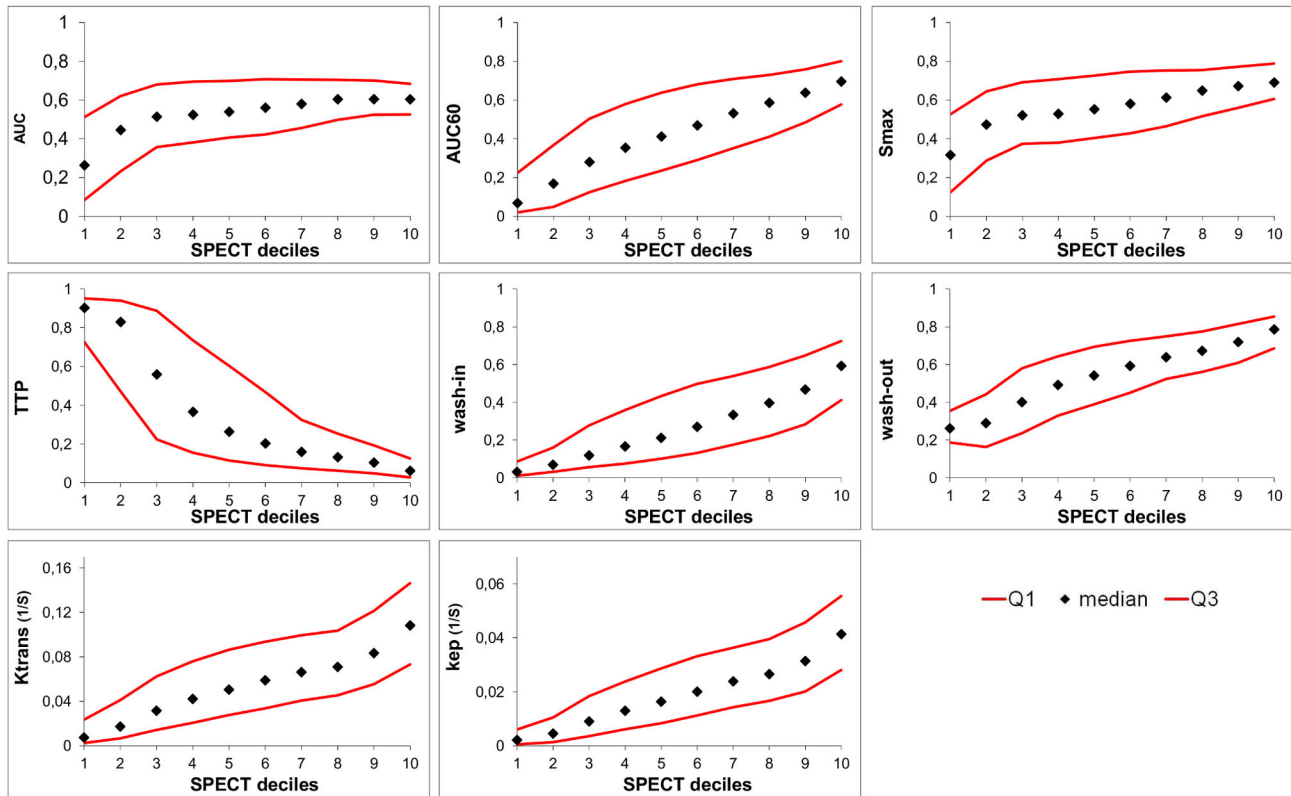 1
0,8
0,6
0,4
0,2
0
AUC
1 2 3 4 5 6 7 8 9 10
SPECT deciles
1
0,8
0,6
0,4
0,2
0
AUC60
1 2 3 4 5 6 7 8 9 10
SPECT deciles
1
0,8
0,6
0,4
0,2
0
Smax
1 2 3 4 5 6 7 8 9 10
SPECT deciles
1
0,8
0,6
0,4
0,2
0
TTP
1 2 3 4 5 6 7 8 9 10
SPECT deciles
1
0,8
0,6
0,4
0,2
0
wash-in
1 2 3 4 5 6 7 8 9 10
SPECT deciles
1
0,8
0,6
0,4
0,2
0
wash-out
1 2 3 4 5 6 7 8 9 10
SPECT deciles
0,16
0,12
0,08
0,04
0
Ktrans (1/S)
1 2 3 4 5 6 7 8 9 10
SPECT deciles
0,06
0,04
0,02
0
kep (1/S)
1 2 3 4 5 6 7 8 9 10
SPECT deciles
Q1 median Q3